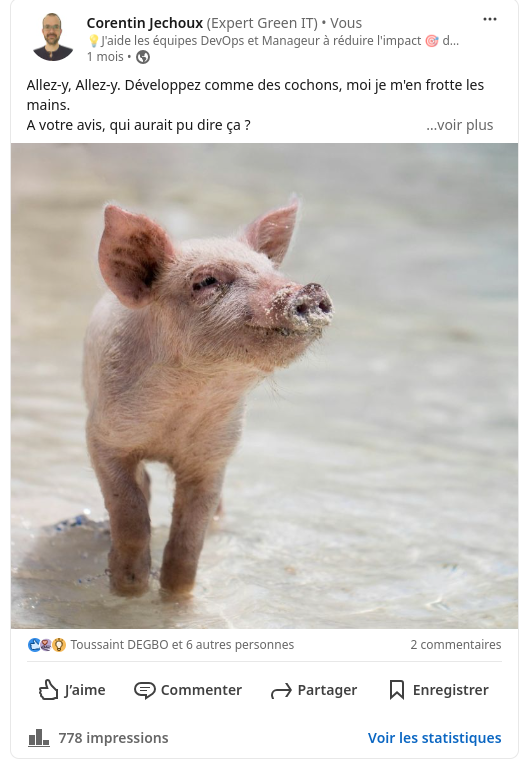 Corentin Jechoux (Expert Green IT) • Vous
💡J'aide les équipes DevOps et Manageur à réduire l'impact 🎯 d...
1 mois •
Allez-y, Allez-y. Développez comme des cochons, moi je m'en frotte les
mains.
A votre avis, qui aurait pu dire ça ?
...voir plus
Toussaint DEGBO et 6 autres personnes
2 commentaires
J'aime
Commenter
Partager
Enregistrer
778 impressions
Voir les statistiques